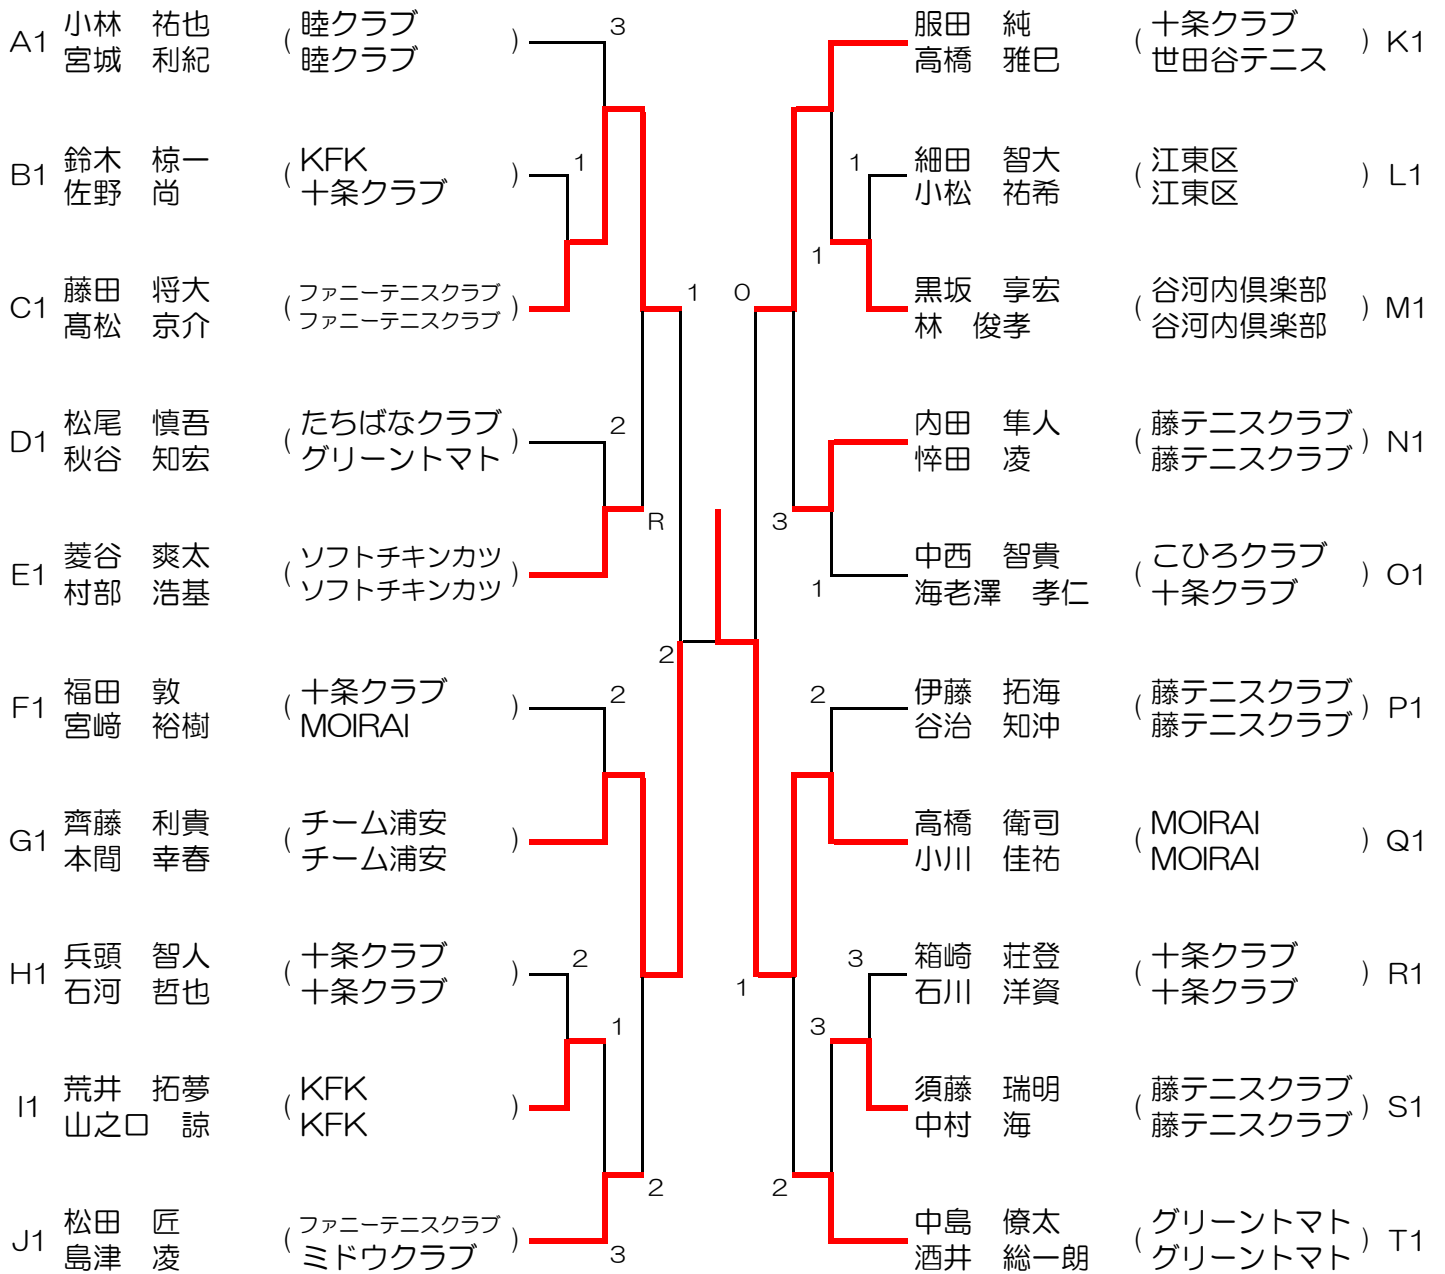 A1
小林　祐也
宮城　利紀
( 睦クラブ
睦クラブ )
3
B1
鈴木　椋一
佐野　尚
( KFK
十条クラブ )
1
C1
藤田　将大
髙松　京介
( ファニーテニスクラブ
ファニーテニスクラブ )
1
D1
松尾　慎吾
秋谷　知宏
( たちばなクラブ
グリーントマト )
2
R
E1
菱谷　爽太
村部　浩基
( ソフトチキンカツ
ソフトチキンカツ )
2
F1
福田　敦
宮﨑　裕樹
( 十条クラブ
MOIRAI )
2
G1
齊藤　利貴
本間　幸春
( チーム浦安
チーム浦安 )
H1
兵頭　智人
石河　哲也
( 十条クラブ
十条クラブ )
2
1
I1
荒井　拓夢
山之口　諒
( KFK
KFK )
2
J1
松田　匠
島津　凌
( ファニーテニスクラブ
ミドウクラブ )
3
服田　純
高橋　雅巳
( 十条クラブ
世田谷テニス )
K1
1
細田　智大
小松　祐希
( 江東区
江東区 )
L1
1
0
黒坂　享宏
林　俊孝
( 谷河内倶楽部
谷河内倶楽部 )
M1
内田　隼人
悴田　凌
( 藤テニスクラブ
藤テニスクラブ )
N1
3
1
中西　智貴
海老澤　孝仁
( こひろクラブ
十条クラブ )
O1
2
伊藤　拓海
谷治　知沖
( 藤テニスクラブ
藤テニスクラブ )
P1
高橋　衛司
小川　佳祐
( MOIRAI
MOIRAI )
Q1
1
3
箱崎　荘登
石川　洋資
( 十条クラブ
十条クラブ )
R1
3
須藤　瑞明
中村　海
( 藤テニスクラブ
藤テニスクラブ )
S1
2
中島　僚太
酒井　総一朗
( グリーントマト
グリーントマト )
T1